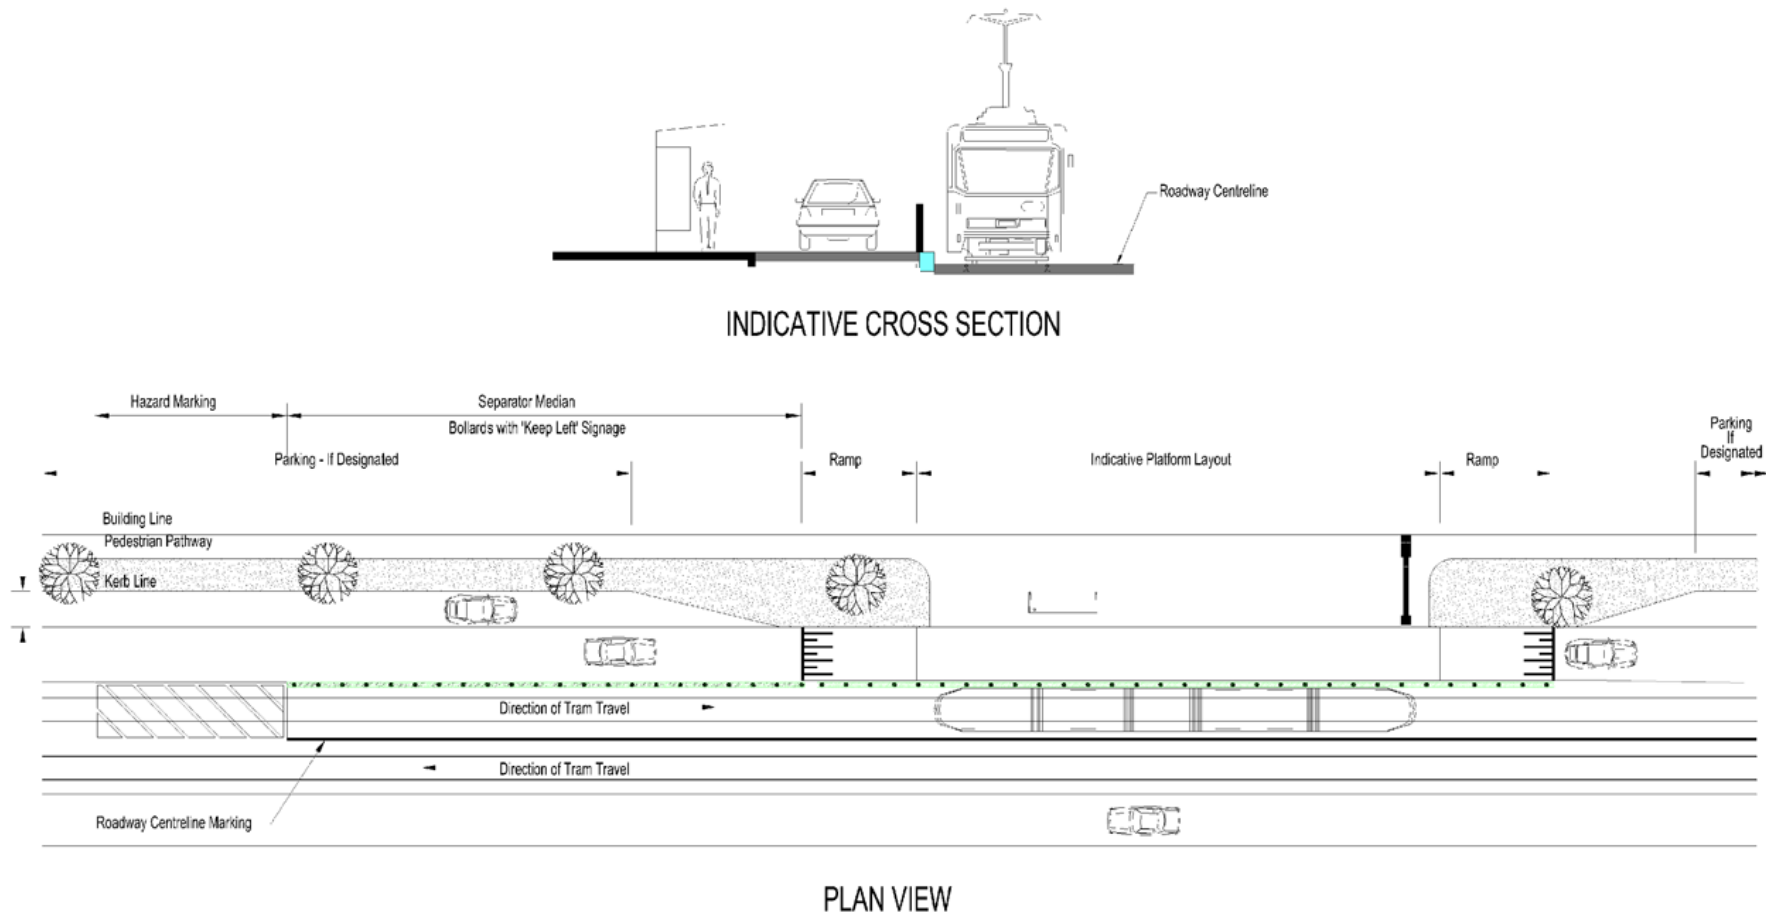 Roadway Centreline
INDICATIVE CROSS SECTION
Hazard Marking
Separator Median
Bollards with 'Keep Left' Signage
Parking - If Designated
Ramp
Indicative Platform Layout
Ramp
Parking
If
Designated
Building Line
Pedestrian Pathway
Kerb Line
Direction of Tram Travel
Direction of Tram Travel
Roadway Centreline Marking
PLAN VIEW